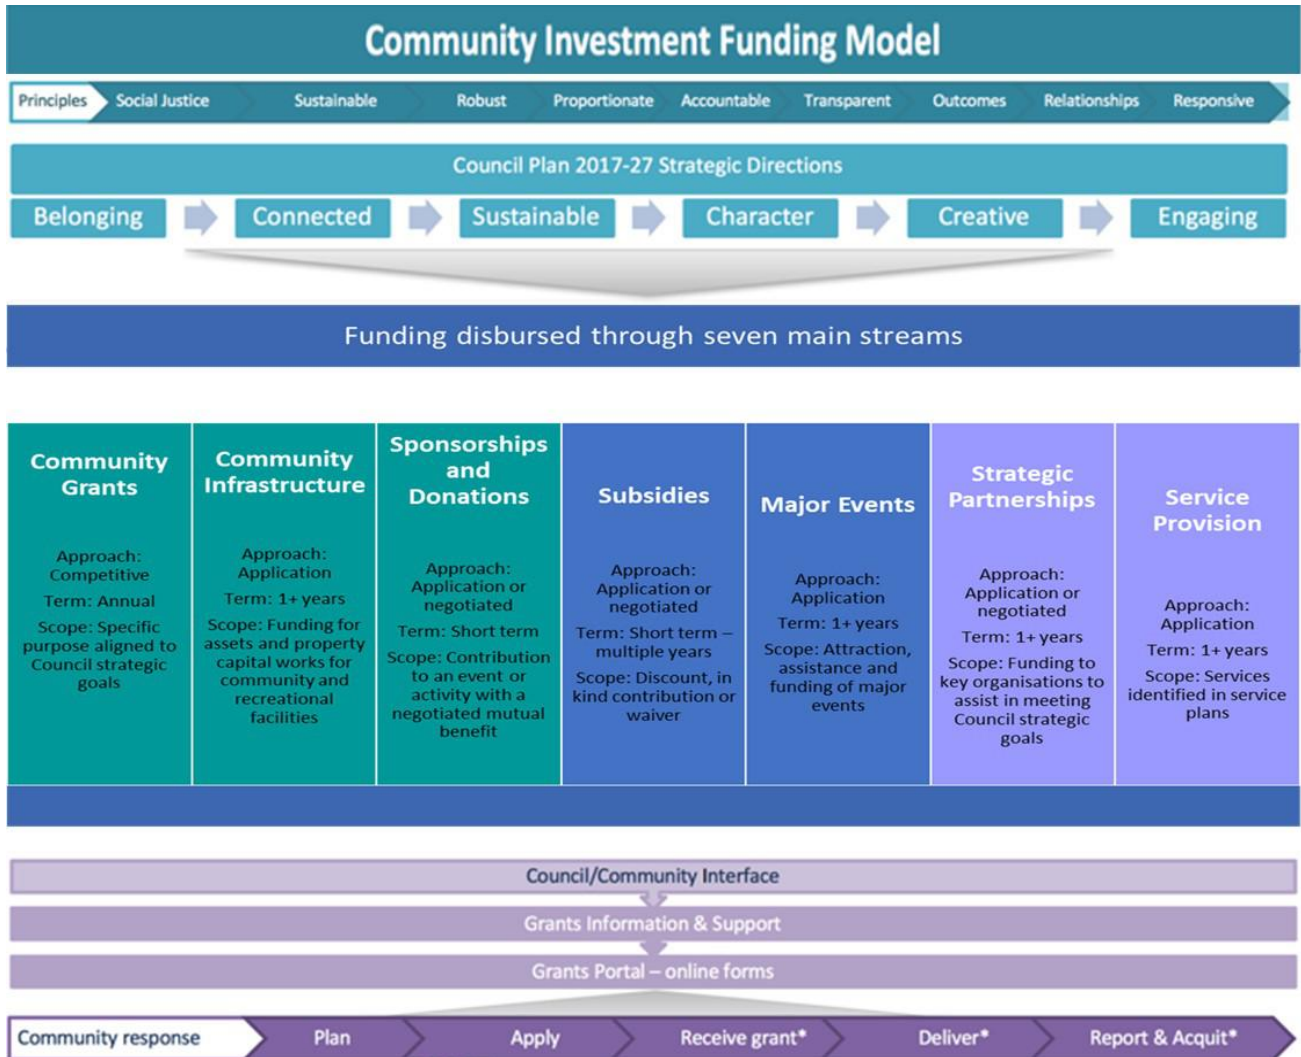 Community Investment Funding Model
Principles Social Justice Sustainable Robust Proportionate Accountable Transparent Outcomes Relationships Responsive
Council Plan 2017-27 Strategic Directions
Belonging Connected Sustainable Character Creative Engaging
Funding disbursed through seven main streams
Community
Grants
Approach:
Competitive
Term: Annual
Scope: Specific
purpose aligned to
Council strategic
goals
Community
Infrastructure
Approach:
Application
Term: 1+ years
Scope: Funding for
assets and property
capital works for
community and
recreational
facilities
Sponsorships
and
Donations
Approach:
Application or
negotiated
Term: Short term
Scope: Contribution
to an event or
activity with a
negotiated mutual
benefit
Subsidies
Approach:
Application or
negotiated
Term: Short term –
multiple years
Scope: Discount, in
kind contribution or
waiver
Major Events
Approach:
Application
Term: 1+ years
Scope: Attraction,
assistance and
funding of major
events
Strategic
Partnerships
Approach:
Application or
negotiated
Term: 1+ years
Scope: Funding to
key organisations to
assist in meeting
Council strategic
goals
Service
Provision
Approach:
Application
Term: 1+ years
Scope: Services
identified in service
plans
Council/Community Interface
Grants Information & Support
Grants Portal – online forms
Community response Plan Apply Receive grant* Deliver* Report & Acquit*